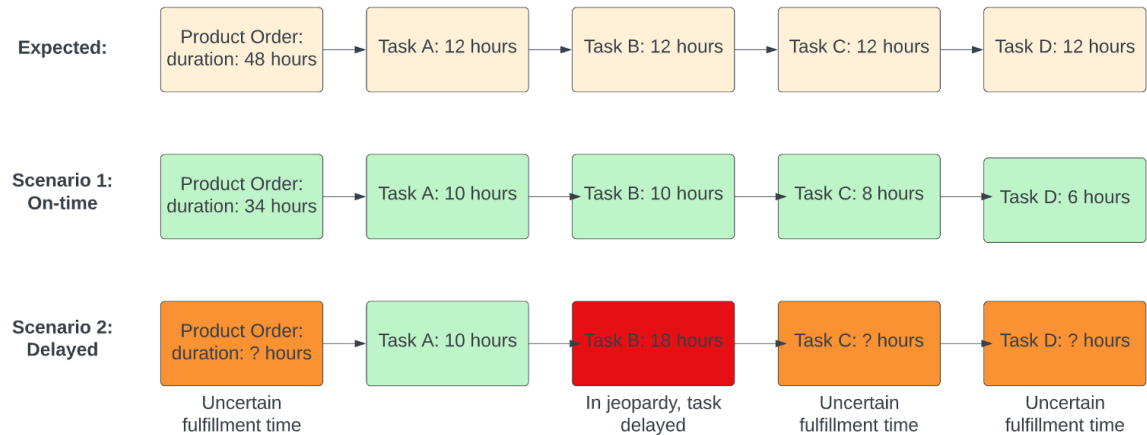 Expected:
Product Order:
duration: 48 hours
Task A: 12 hours
Task B: 12 hours
Task C: 12 hours
Task D: 12 hours
Scenario 1:
On-time
Product Order:
duration: 34 hours
Task A: 10 hours
Task B: 10 hours
Task C: 8 hours
Task D: 6 hours
Scenario 2:
Delayed
Product Order:
duration: ? hours
Task A: 10 hours
Task B: 18 hours
Task C: ? hours
Task D: ? hours
Uncertain
fulfillment time
In jeopardy, task
delayed
Uncertain
fulfillment time
Uncertain
fulfillment time